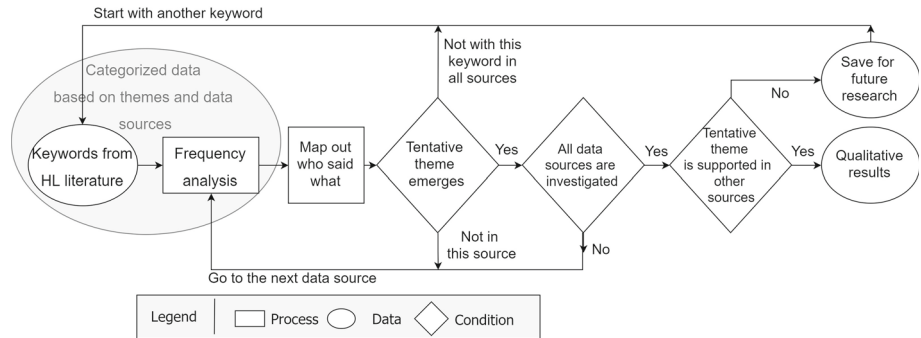 Start with another keyword
Categorized data
based on themes and data
sources
Keywords from
HL literature
Frequency
analysis
Map out
who said
what
Not with this
keyword in
all sources
Tentative
theme
emerges
Yes
Not in
this source
All data
sources are
investigated
Yes
No
Tentative
theme
is supported in
other
sources
No
Save for
future
research
Yes
Qualitative
results
Go to the next data source
Legend
Process
Data
Condition